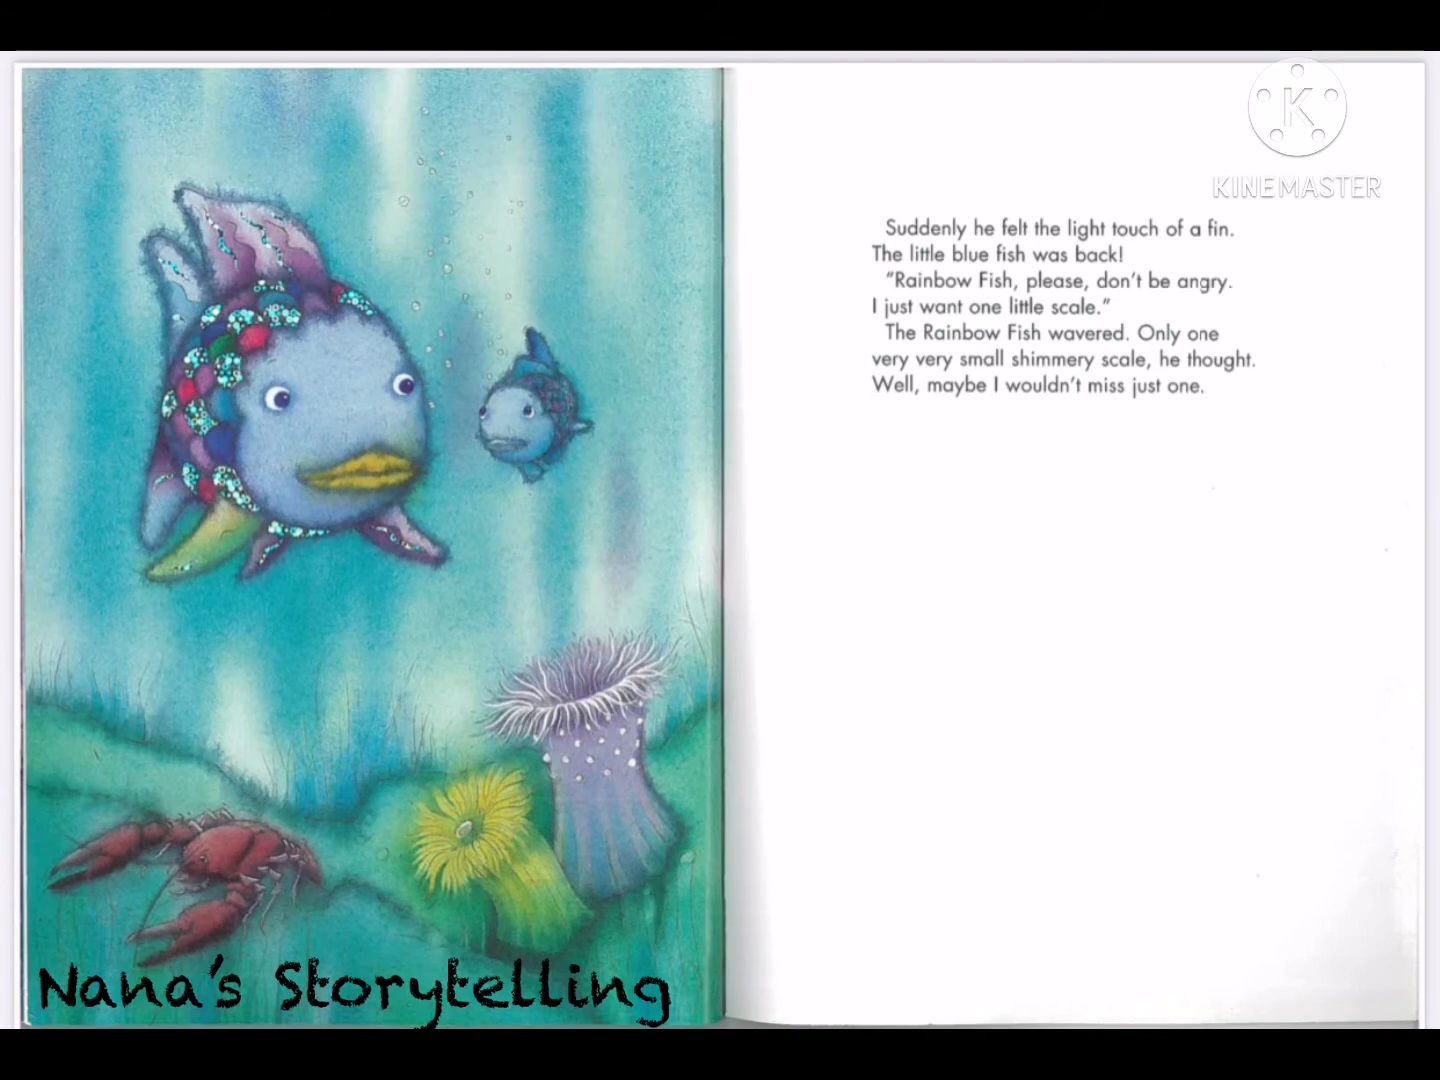 KINEMASTER
Suddenly he felt the light touch of a fin.
The little blue fish was back!
"Rainbow Fish, please, don't be angry.
I just want one little scale."
The Rainbow Fish wavered. Only one
very very small shimmery scale, he thought.
Well, maybe I wouldn't miss just one.
Nana's Storytelling